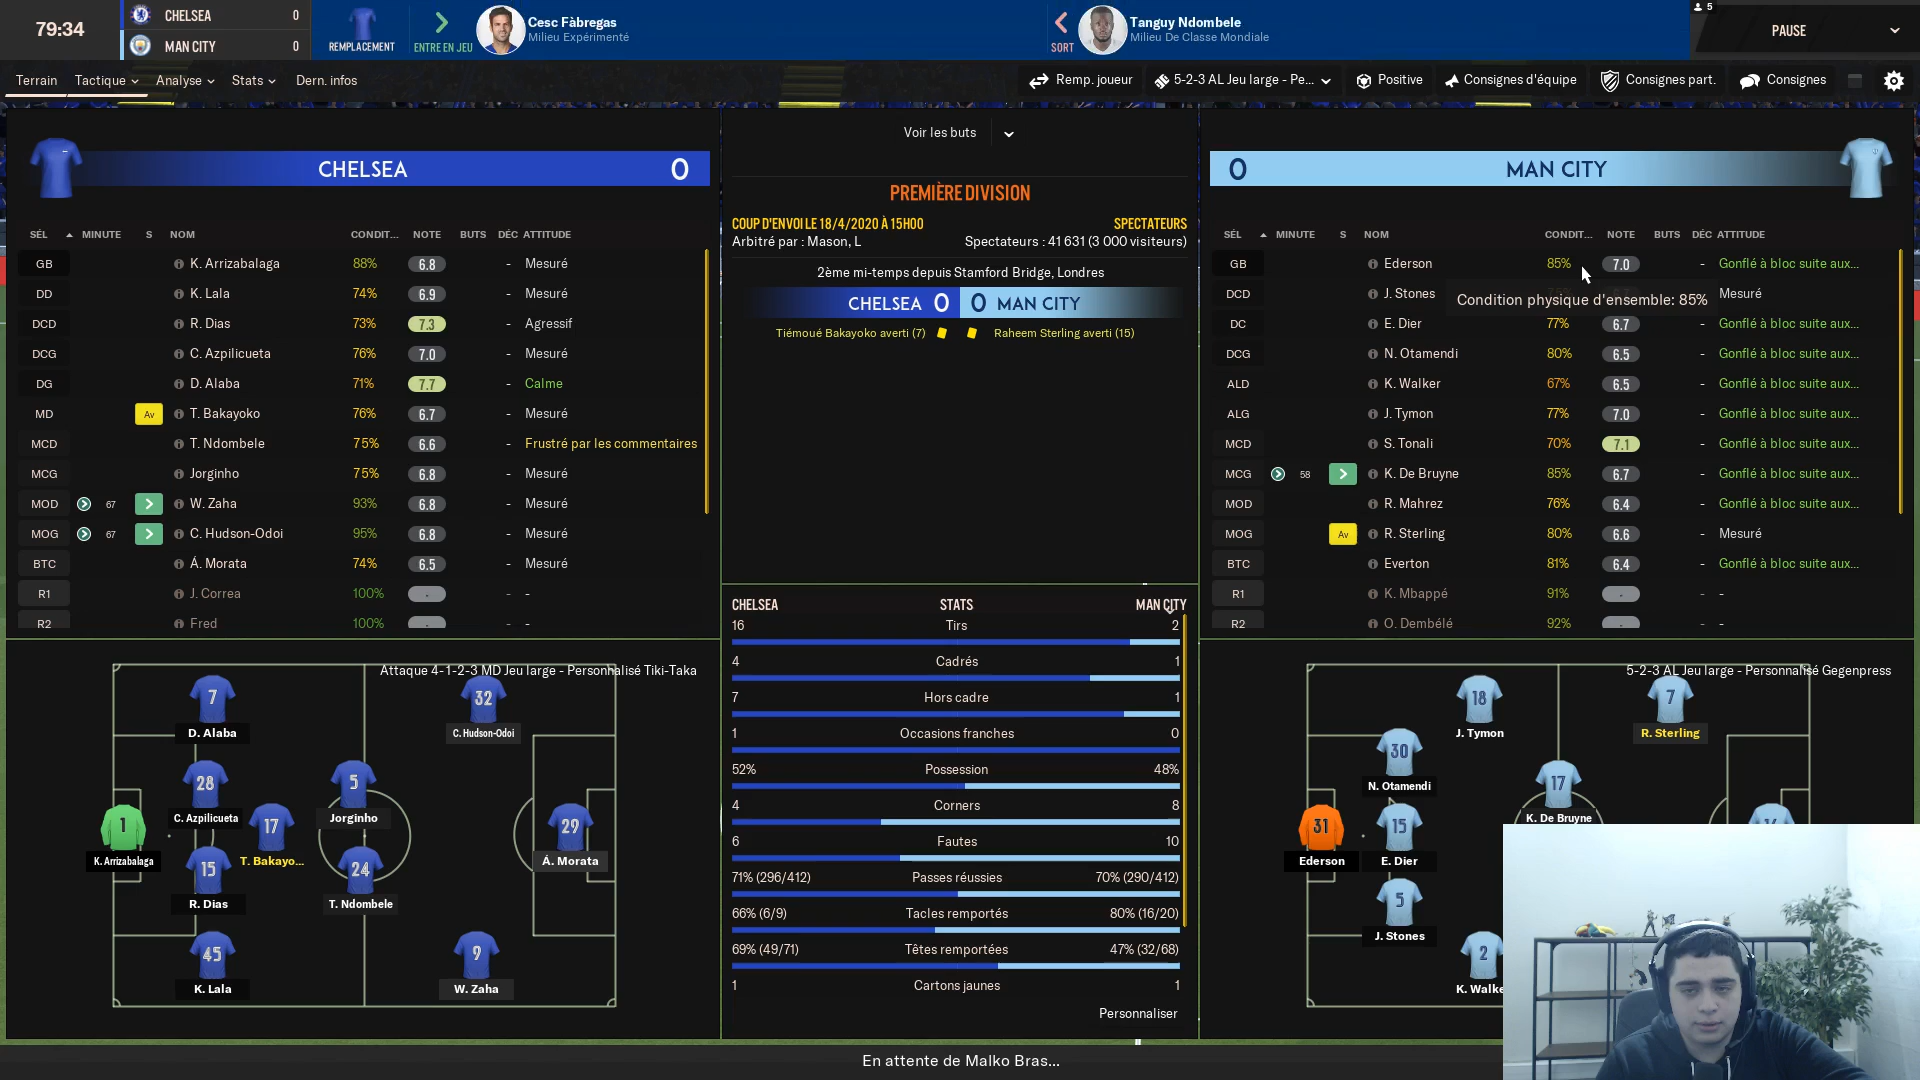 79:34
CHELSEA 0
MAN CITY 0
REMPLACEMENT
ENTRE EN JEU
Cesc Fàbregas
Milieu Expérimenté
SORT
Tanguy Ndombele
Milieu De Classe Mondiale
5
PAUSE
Terrain Tactique Analyse Stats Dern. infos
Remp. joueur 5-2-3 AL Jeu large - Pe... Positive Consignes d'équipe Consignes part. Consignes
CHELSEA 0
SÉL MINUTE S NOM CONDIT... NOTE BUTS DÉC ATTITUDE
GB K. Arrizabalaga 88% 6.8 - Mesuré
DD K. Lala 74% 6.9 - Mesuré
DCD R. Dias 73% 7.3 - Agressif
DCG C. Azpilicueta 76% 7.0 - Mesuré
DG D. Alaba 71% 7.7 - Calme
MD Av T. Bakayoko 76% 6.7 - Mesuré
MCD T. Ndombele 75% 6.6 - Frustré par les commentaires
MCG Jorginho 75% 6.8 - Mesuré
MOD 67 W. Zaha 93% 6.8 - Mesuré
MOG 67 C. Hudson-Odoi 95% 6.8 - Mesuré
BTC Á. Morata 74% 6.5 - Mesuré
R1 J. Correa 100% - - -
R2 Fred 100% - - -
Voir les buts
PREMIÈRE DIVISION
COUP D'ENVOI LE 18/4/2020 À 15H00 SPECTATEURS
Arbitré par : Mason, L Spectateurs : 41 631 (3 000 visiteurs)
2ème mi-temps depuis Stamford Bridge, Londres
CHELSEA 0 0 MAN CITY
Tiémoué Bakayoko averti (7) Raheem Sterling averti (15)
0 MAN CITY
SÉL MINUTE S NOM CONDIT... NOTE BUTS DÉC ATTITUDE
GB Ederson 85% 7.0 - Gonflé à bloc suite aux...
DCD J. Stones Mesuré
Condition physique d'ensemble: 85%
DC E. Dier 77% 6.7 - Gonflé à bloc suite aux...
DCG N. Otamendi 80% 6.5 - Gonflé à bloc suite aux...
ALD K. Walker 67% 6.5 - Gonflé à bloc suite aux...
ALG J. Tymon 77% 7.0 - Gonflé à bloc suite aux...
MCD S. Tonali 70% 7.1 - Gonflé à bloc suite aux...
MCG 58 K. De Bruyne 85% 6.7 - Gonflé à bloc suite aux...
MOD R. Mahrez 76% 6.4 - Gonflé à bloc suite aux...
MOG Av R. Sterling 80% 6.6 - Mesuré
BTC Everton 81% 6.4 - Gonflé à bloc suite aux...
R1 K. Mbappé 91% - - -
R2 O. Dembélé 92% - - -
Attaque 4-1-2-3 MD Jeu large - Personnalisé Tiki-Taka
7
D. Alaba
32
C. Hudson-Odoi
28
C. Azpilicueta
5
Jorginho
1
K. Arrizabalaga
17
T. Bakayo...
29
Á. Morata
15
R. Dias
24
T. Ndombele
45
K. Lala
9
W. Zaha
CHELSEA STATS MAN CITY
16 Tirs 2
4 Cadrés 1
7 Hors cadre 1
1 Occasions franches 0
52% Possession 48%
4 Corners 8
6 Fautes 10
71% (296/412) Passes réussies 70% (290/412)
66% (6/9) Tacles remportés 80% (16/20)
69% (49/71) Têtes remportées 47% (32/68)
1 Cartons jaunes 1
Personnaliser
5-2-3 AL Jeu large - Personnalisé Gegenpress
18
J. Tymon
7
R. Sterling
30
N. Otamendi
17
K. De Bruyne
31
Ederson
15
E. Dier
5
J. Stones
2
K. Walke
En attente de Malko Bras...